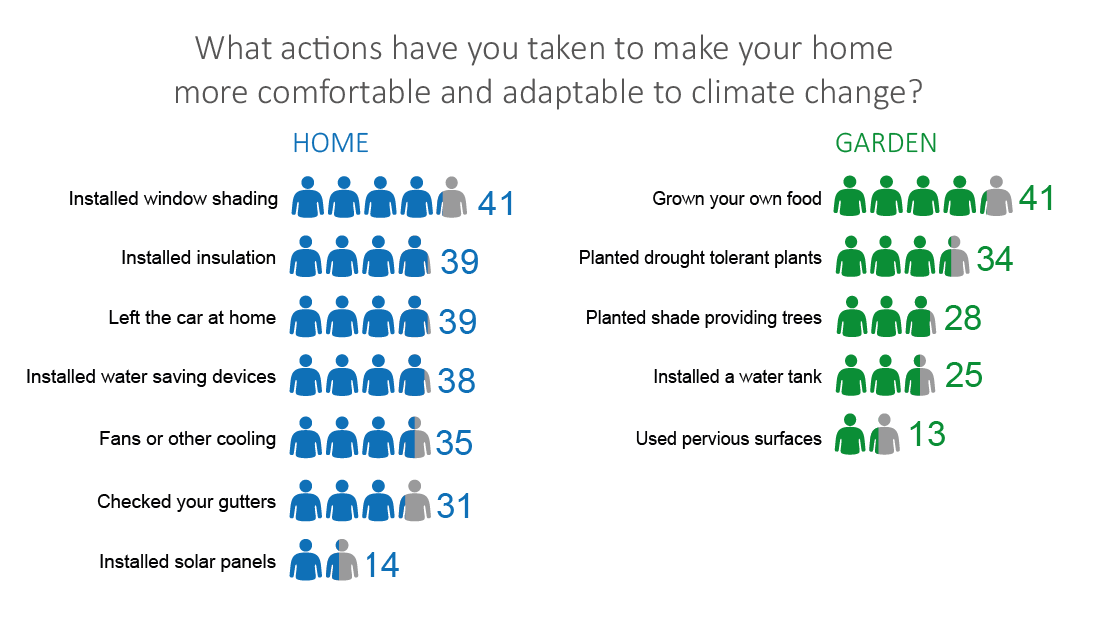 What actions have you taken to make your home
more comfortable and adaptable to climate change?
HOME
Installed window shading 41
Installed insulation 39
Left the car at home 39
Installed water saving devices 38
Fans or other cooling 35
Checked your gutters 31
Installed solar panels 14
GARDEN
Grown your own food 41
Planted drought tolerant plants 34
Planted shade providing trees 28
Installed a water tank 25
Used pervious surfaces 13